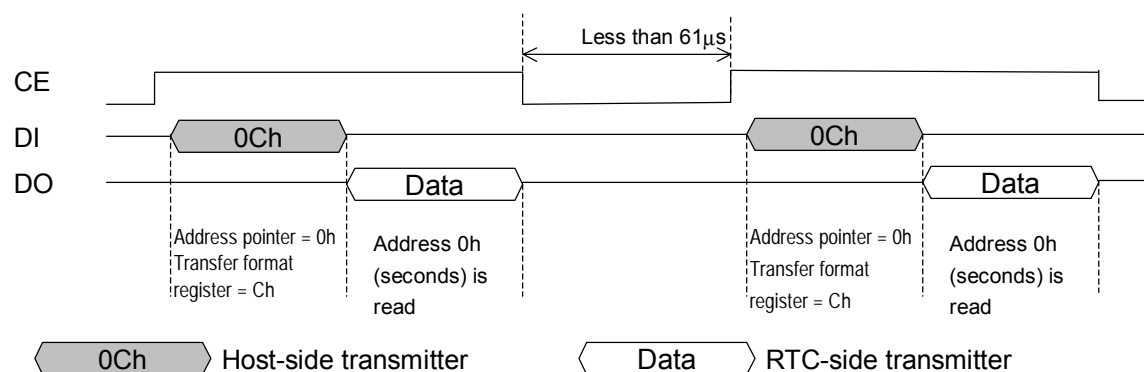 Less than 61µs
CE
DI 0Ch 0Ch
DO Data Data
Address pointer = 0h
Transfer format
register = Ch
Address 0h
(seconds) is
read
Address pointer = 0h
Transfer format
register = Ch
Address 0h
(seconds) is
read
0Ch Host-side transmitter Data RTC-side transmitter